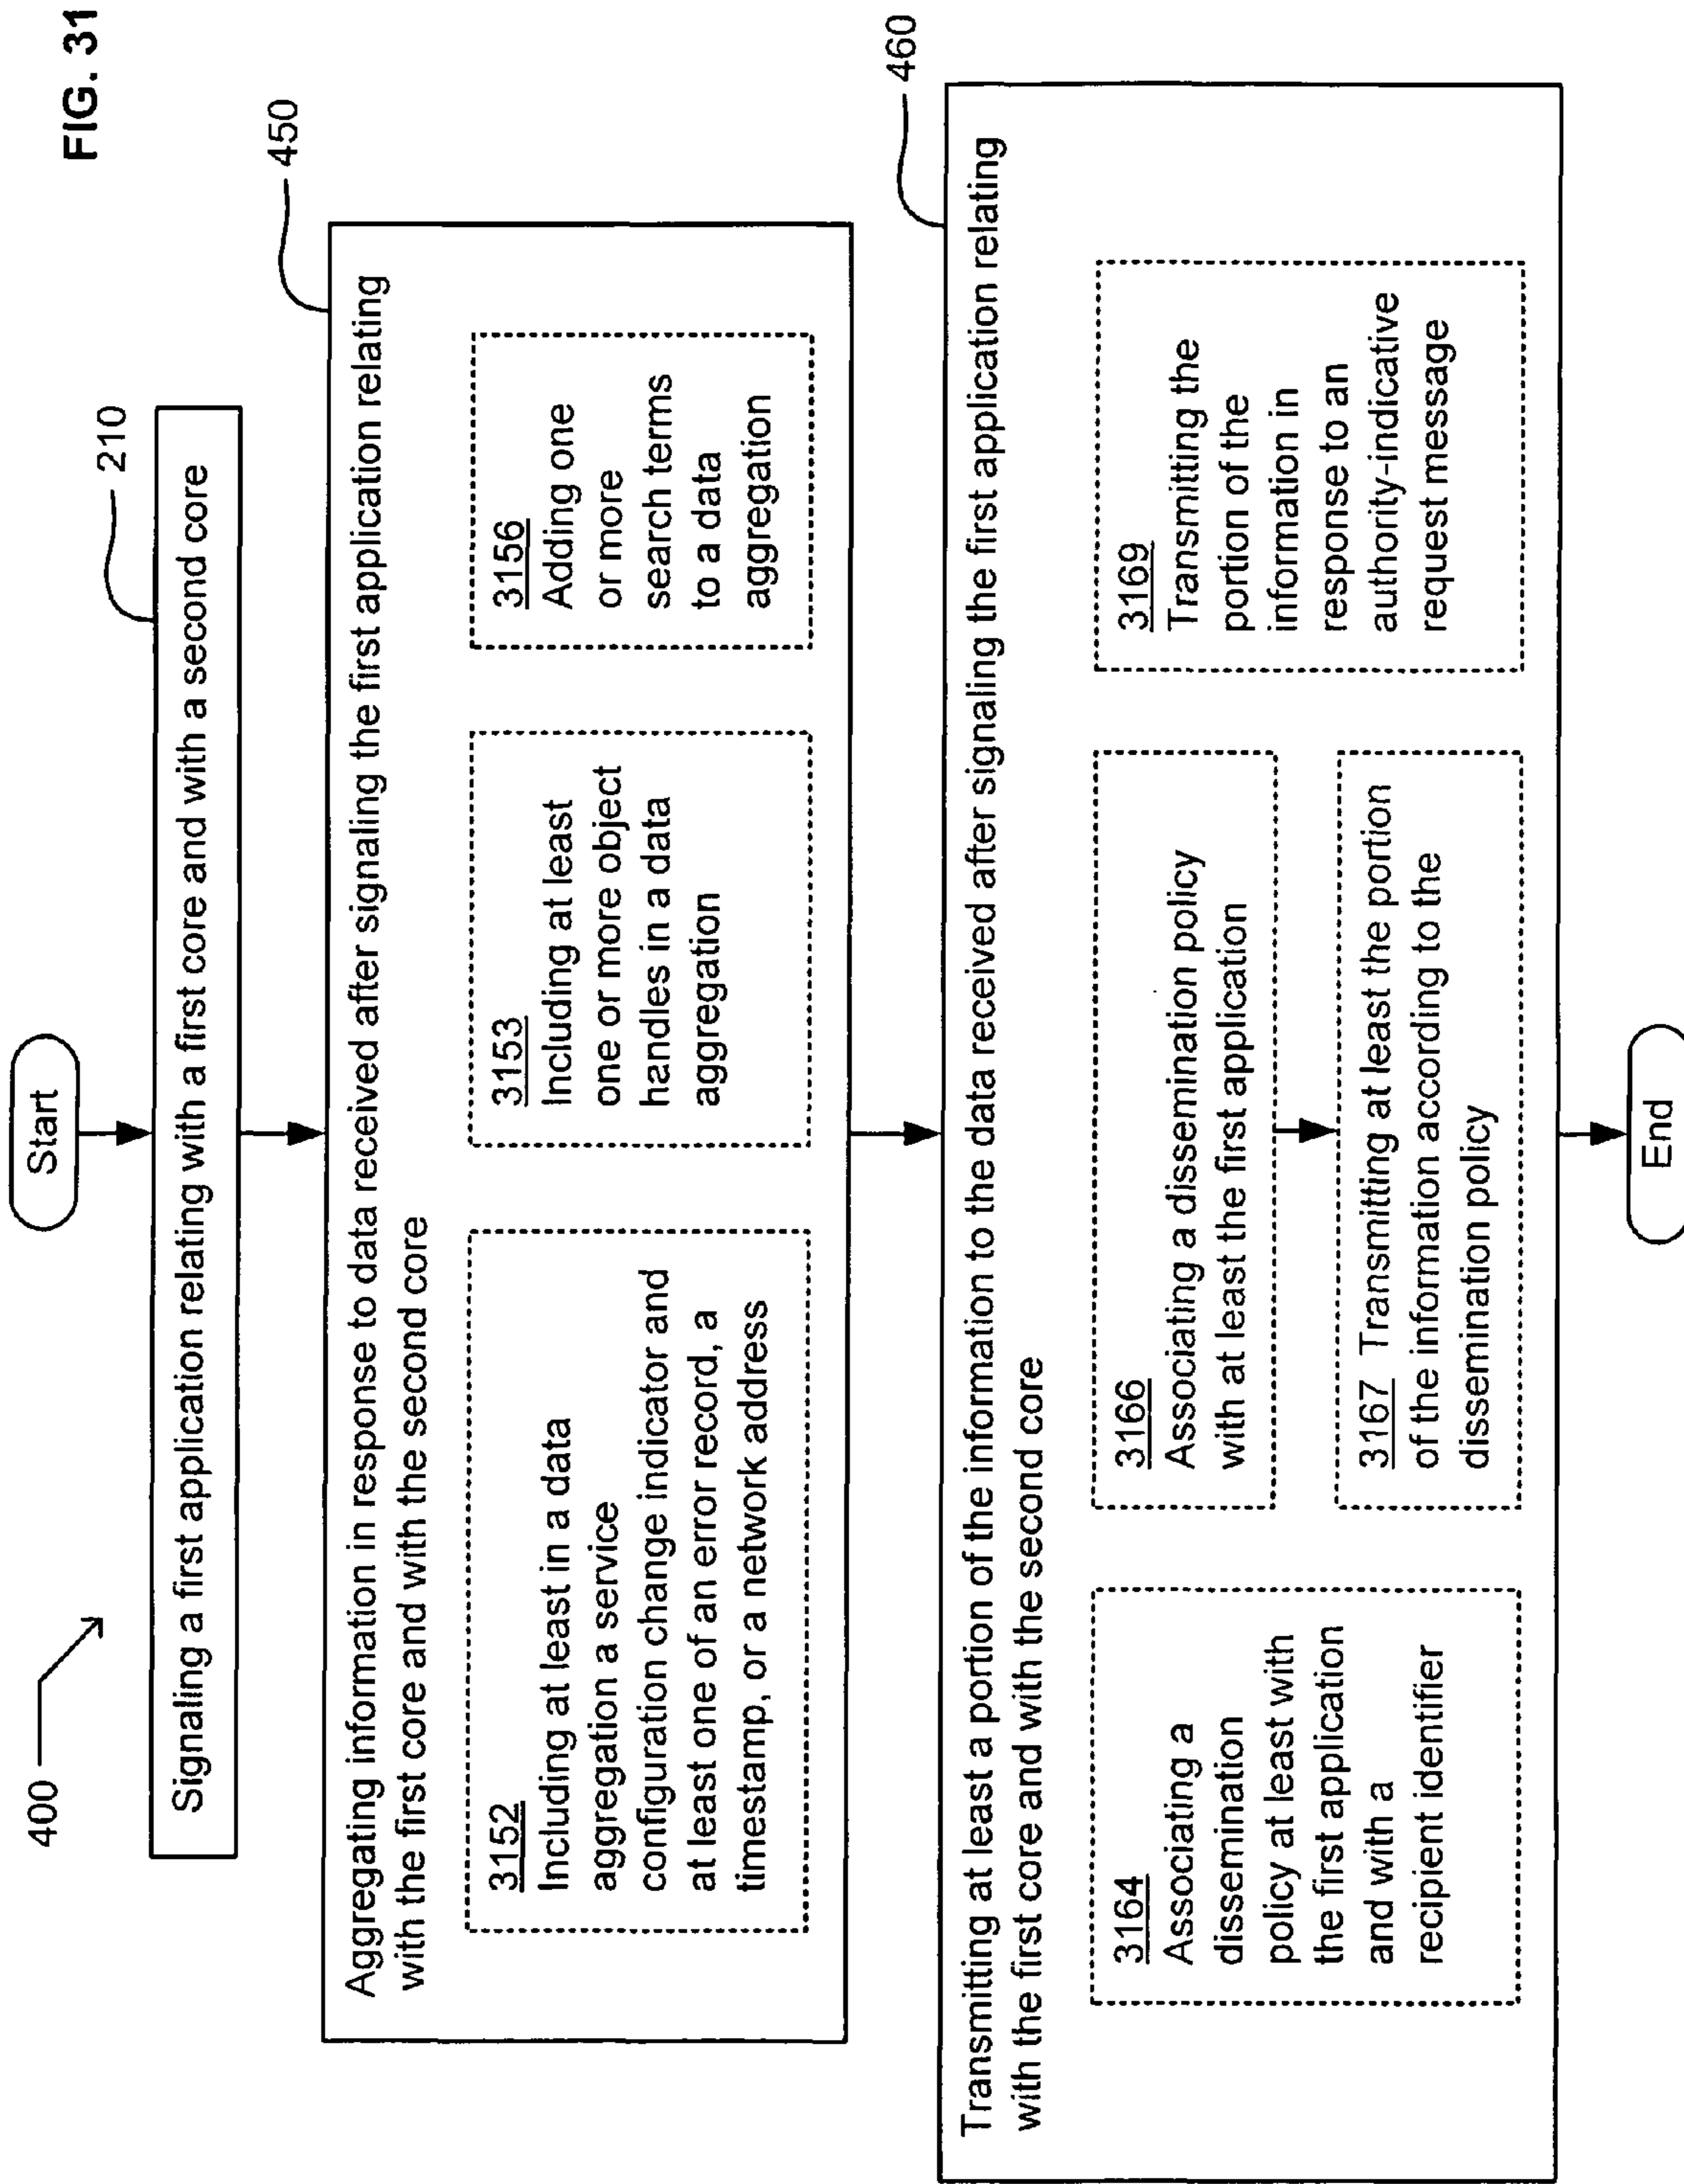 FIG. 31
400
Start
210
Signaling a first application relating with a first core and with a second core
450
Aggregating information in response to data received after signaling the first application relating
with the first core and with the second core
3152
Including at least in a data
aggregation a service
configuration change indicator and
at least one of an error record, a
timestamp, or a network address
3153
Including at least
one or more object
handles in a data
aggregation
3156
Adding one
or more
search terms
to a data
aggregation
460
Transmitting at least a portion of the information to the data received after signaling the first application relating
with the first core and with the second core
3164
Associating a
dissemination
policy at least with
the first application
and with a
recipient identifier
3166
Associating a dissemination policy
with at least the first application
3167 Transmitting at least the portion
of the information according to the
dissemination policy
3169
Transmitting the
portion of the
information in
response to an
authority-indicative
request message
End